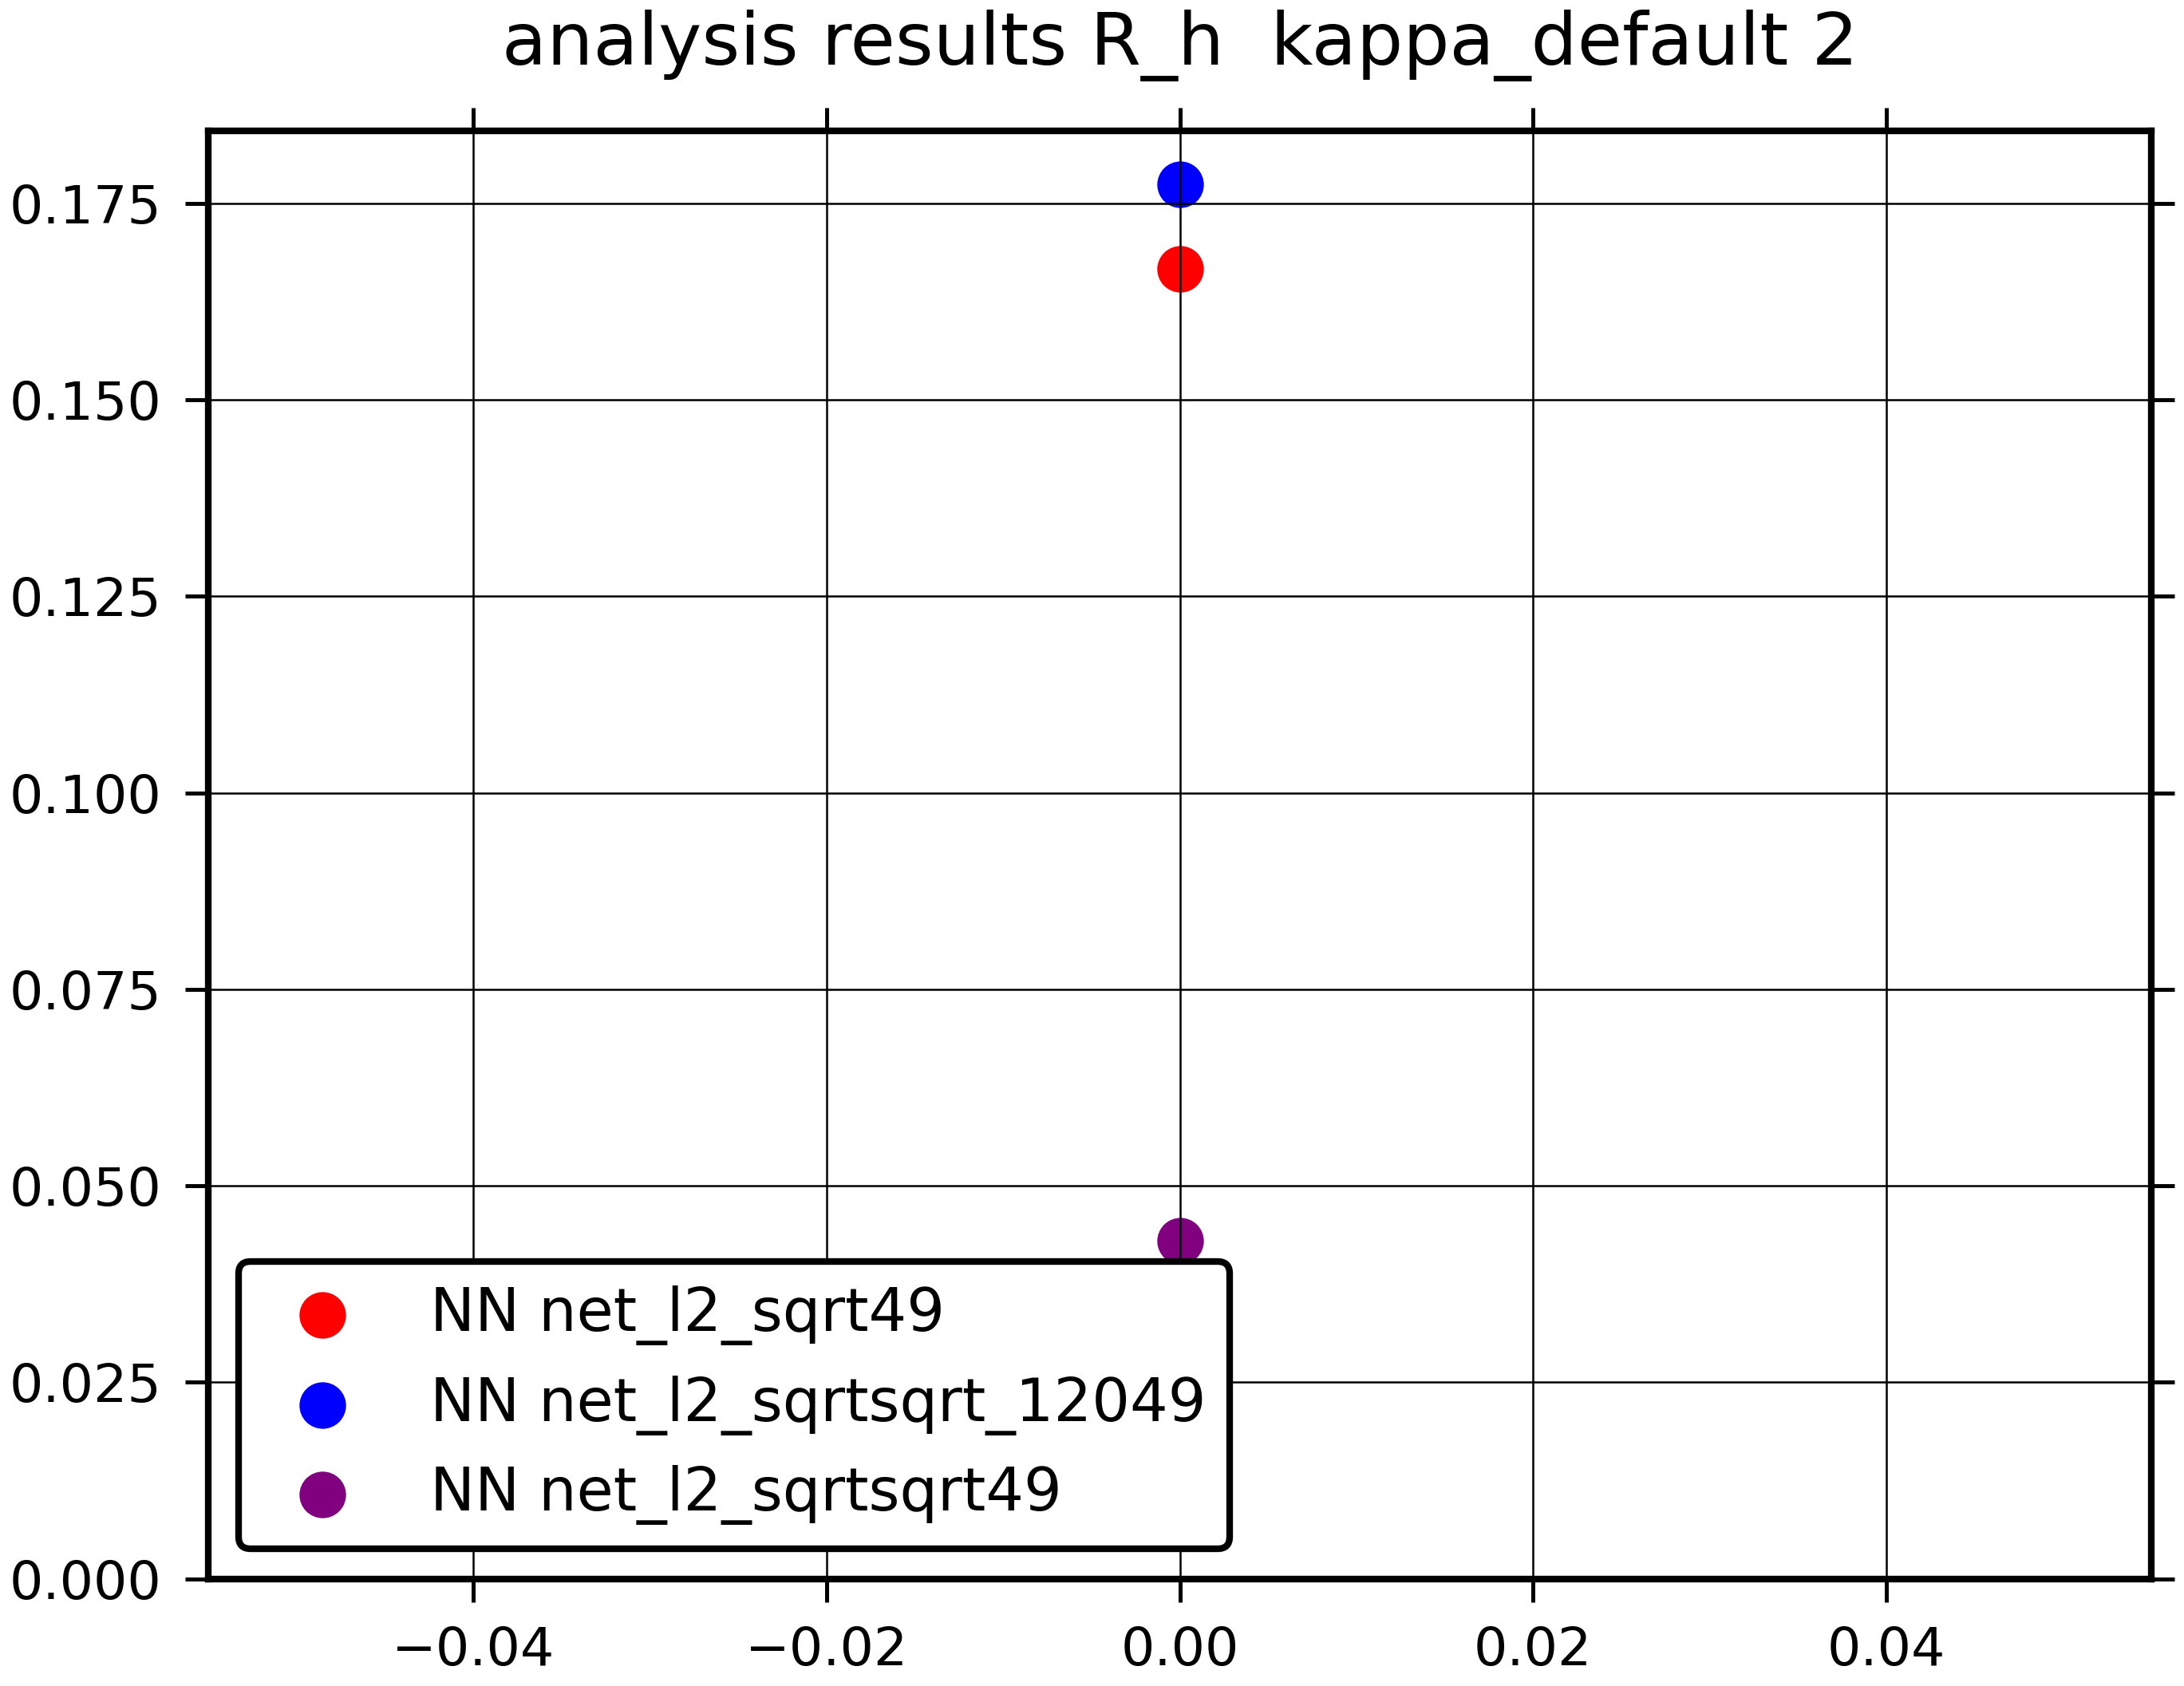 analysis results R_h  kappa_default 2
0.175
0.150
0.125
0.100
0.075
0.050
0.025
0.000
NN net_l2_sqrt49
NN net_l2_sqrtsqrt_12049
NN net_l2_sqrtsqrt49
−0.04 −0.02 0.00 0.02 0.04